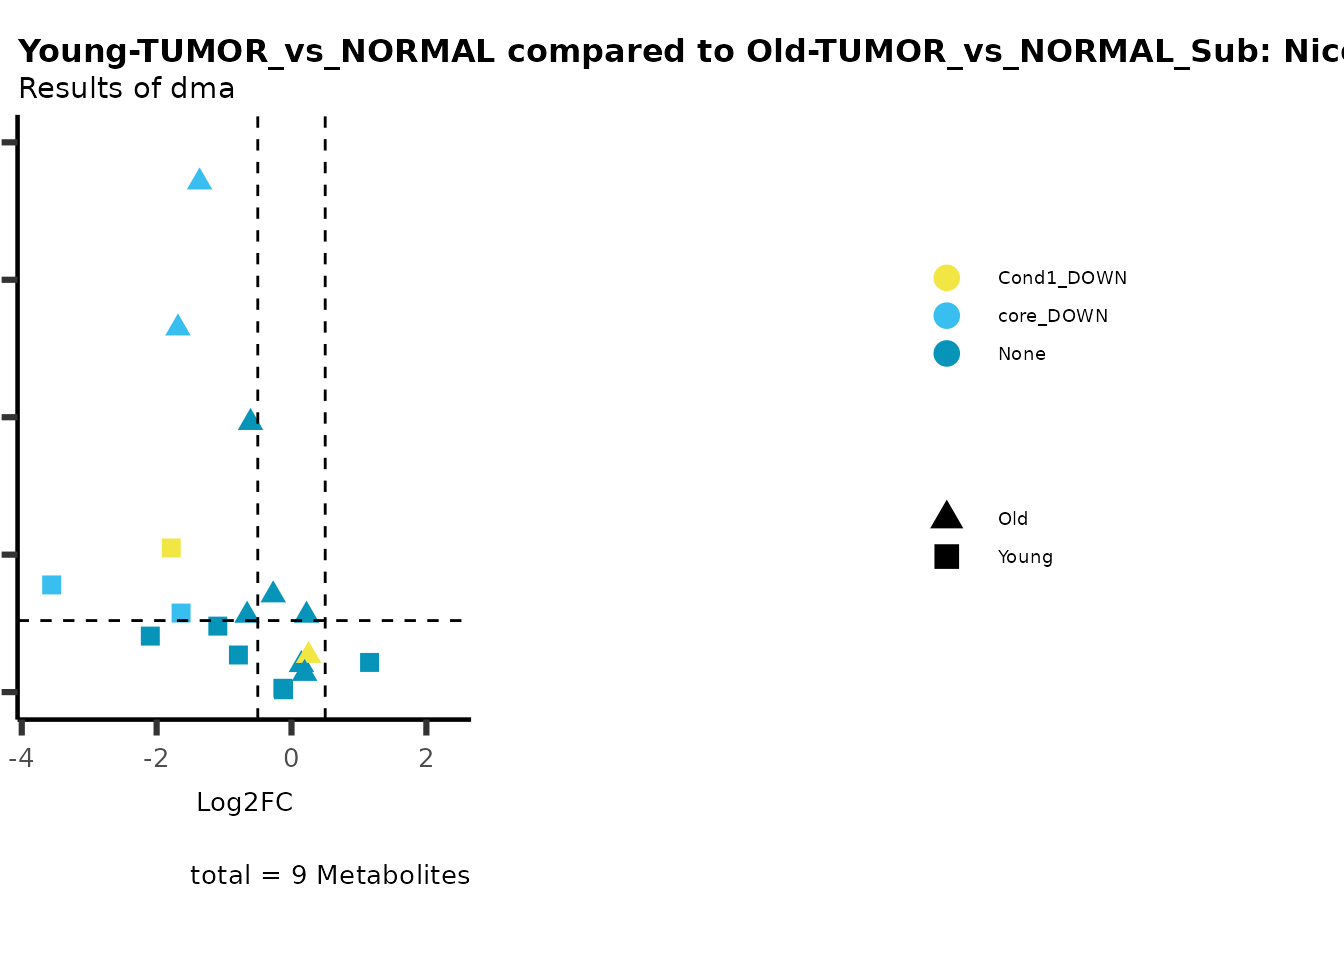 Young-TUMOR_vs_NORMAL compared to Old-TUMOR_vs_NORMAL_Sub:
Results of dma
Cond1_DOWN
core_DOWN
None
Old
Young
-4 -2 0 2
Log2FC
total = 9 Metabolites